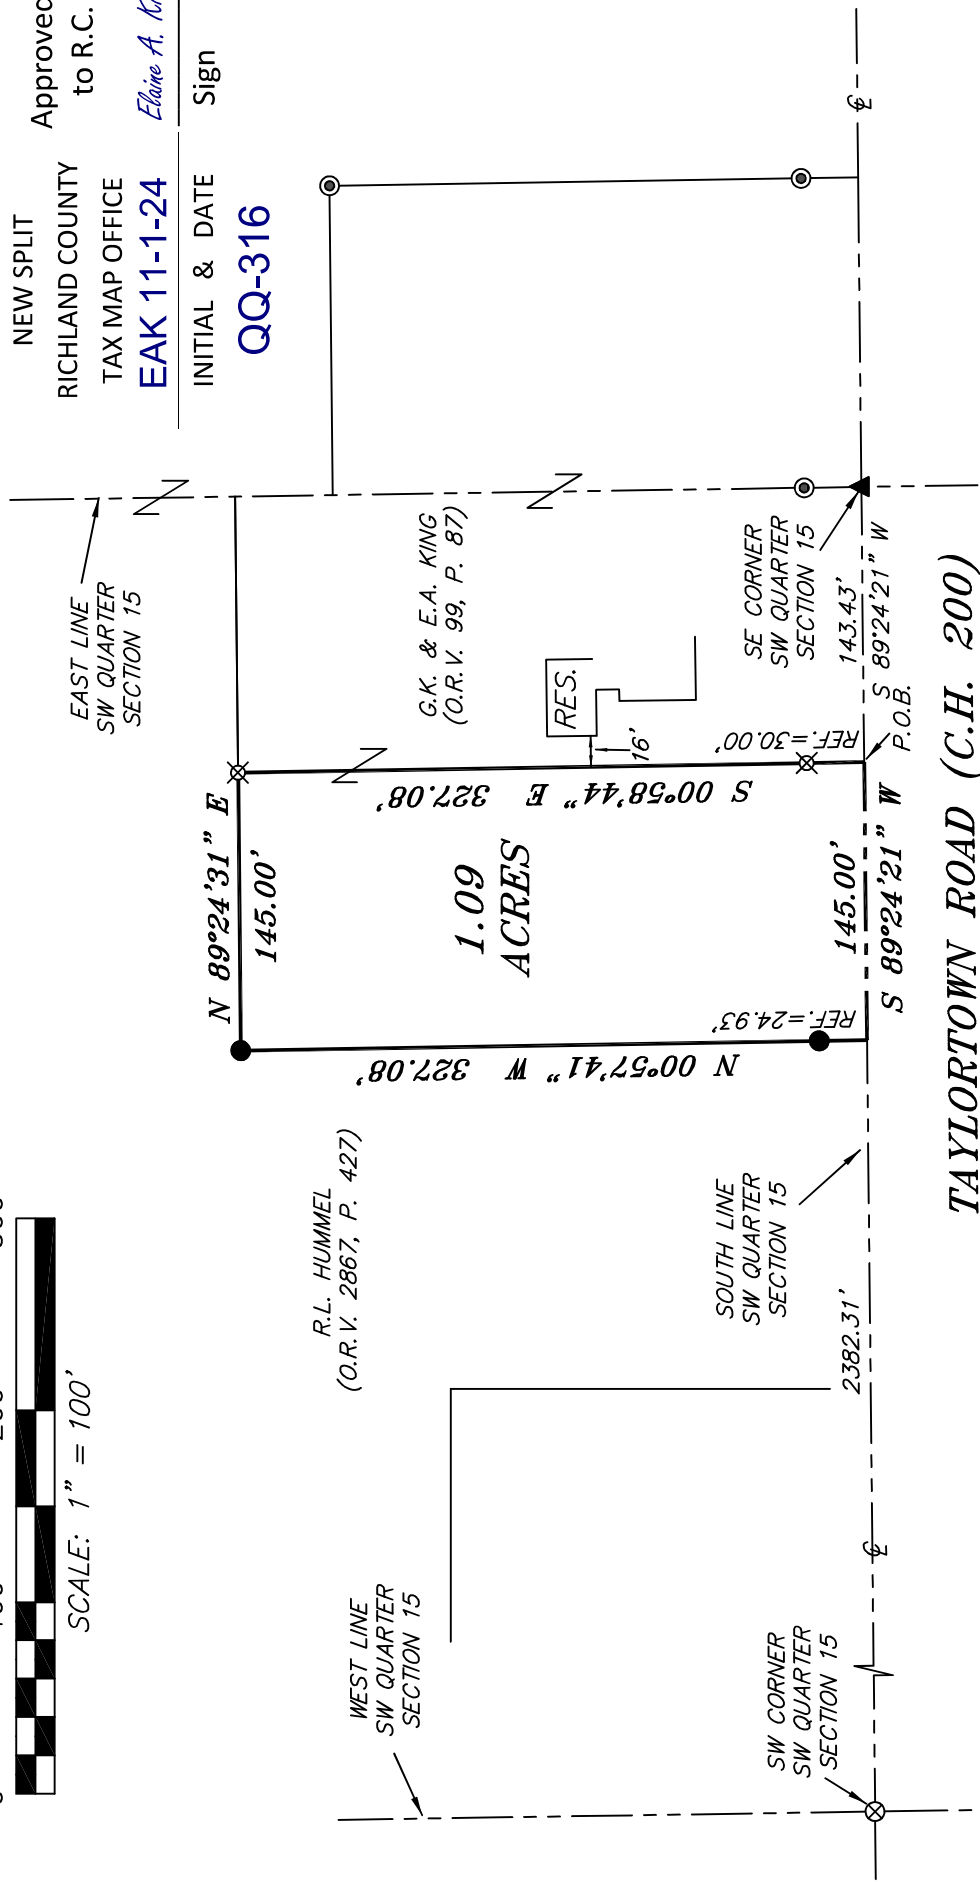 NEW SPLIT
RICHLAND COUNTY
TAX MAP OFFICE
EAK 11-1-24
INITIAL & DATE
QQ-316
Approved
to R.C.
Elaine A.
Sign
SCALE: 1" = 100'
EAST LINE
SW QUARTER
SECTION 15
G.K. & E.A. KING
(O.R.V. 99, P. 87)
RES.
16'
SE CORNER
SW QUARTER
SECTION 15
143.43'
S 89°24'21" W
P.O.B.
REF.=30.00'
S 00°58'44" E 327.08'
N 89°24'31" E
145.00'
1.09
ACRES
145.00'
S 89°24'21" W
REF.=24.93'
N 00°57'41" W 327.08'
R.L. HUMMEL
(O.R.V. 2867, P. 427)
SOUTH LINE
SW QUARTER
SECTION 15
2382.31'
WEST LINE
SW QUARTER
SECTION 15
SW CORNER
SW QUARTER
SECTION 15
TAYLORTOWN ROAD (C.H. 200)